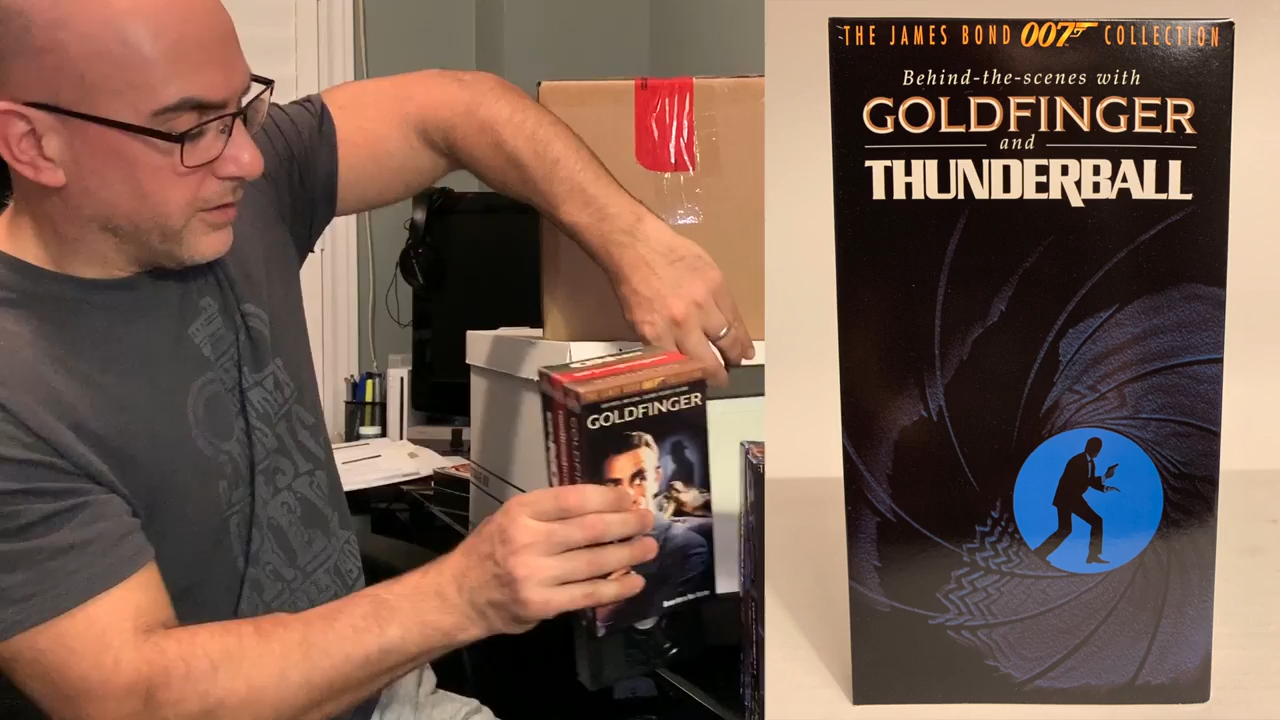 GOLDFINGER
THE JAMES BOND 007 COLLECTION
Behind-the-scenes with
GOLDFINGER
and
THUNDERBALL